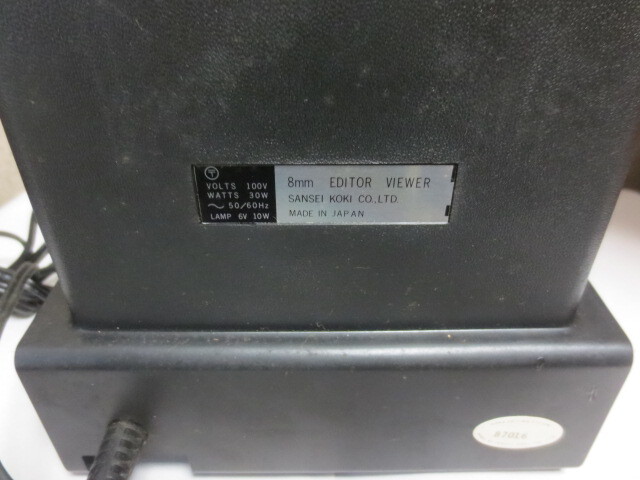 VOLTS 100V
WATTS 30W
～ 50/60Hz
LAMP 6V 10W
8mm EDITOR VIEWER
SANSEI KOKI CO.,LTD.
MADE IN JAPAN